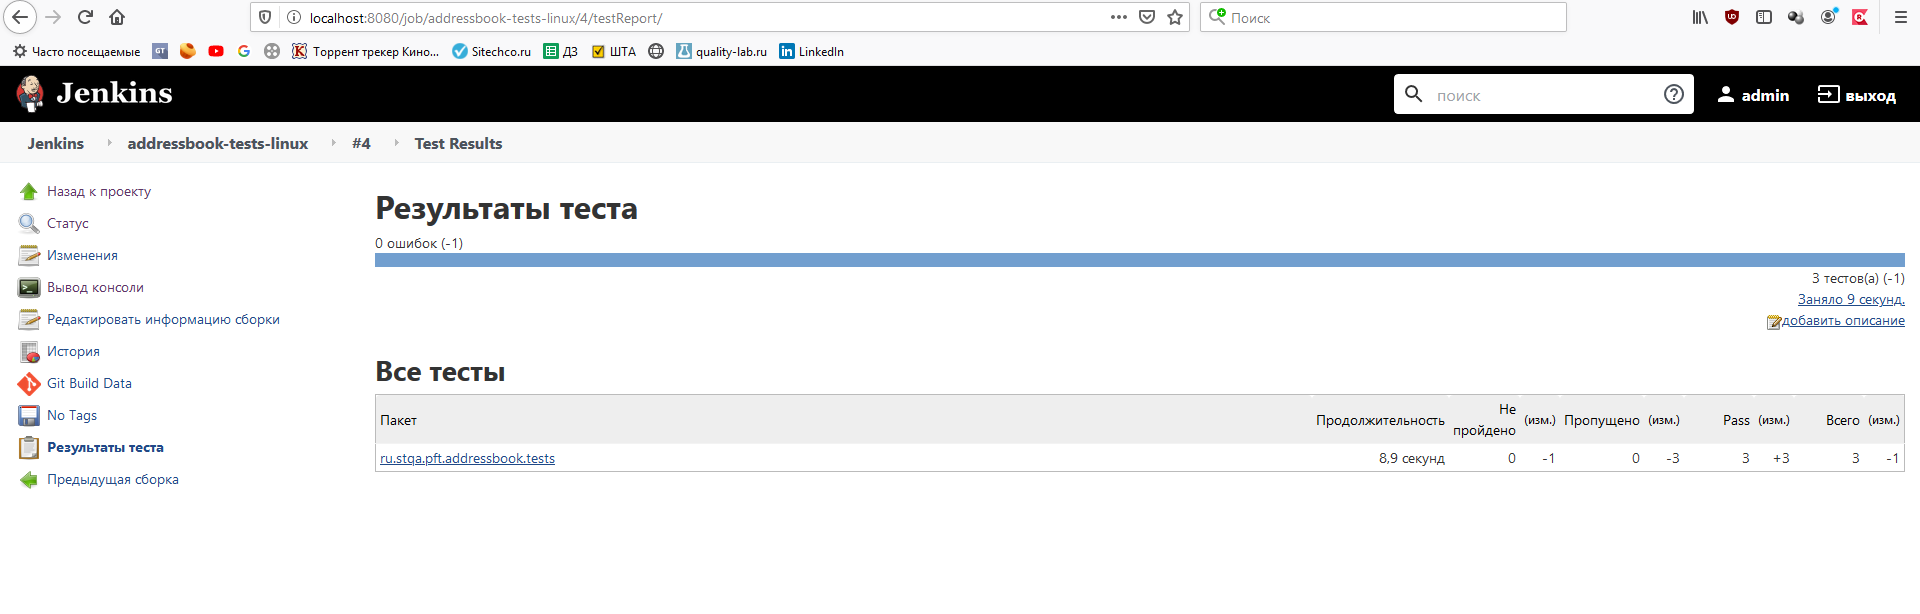 localhost:8080/job/addressbook-tests-linux/4/testReport/
Поиск
Часто посещаемые
GT
Торрент трекер Кино...
Sitechco.ru
ДЗ
ШТА
quality-lab.ru
LinkedIn
Jenkins
поиск
admin
выход
Jenkins
addressbook-tests-linux
#4
Test Results
Назад к проекту
Статус
Изменения
Вывод консоли
Редактировать информацию сборки
История
Git Build Data
No Tags
Результаты теста
Предыдущая сборка
Результаты теста
0 ошибок (-1)
3 тестов(а) (-1)
Заняло 9 секунд.
добавить описание
Все тесты
Пакет Продолжительность Не пройдено (изм.) Пропущено (изм.) Pass (изм.) Всего (изм.)
ru.stqa.pft.addressbook.tests 8,9 секунд 0 -1 0 -3 3 +3 3 -1